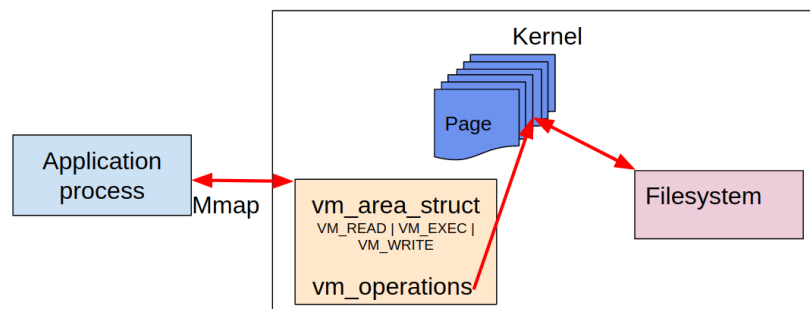 Kernel
Page
Application
process
Mmap
vm_area_struct
VM_READ | VM_EXEC |
VM_WRITE
vm_operations
Filesystem